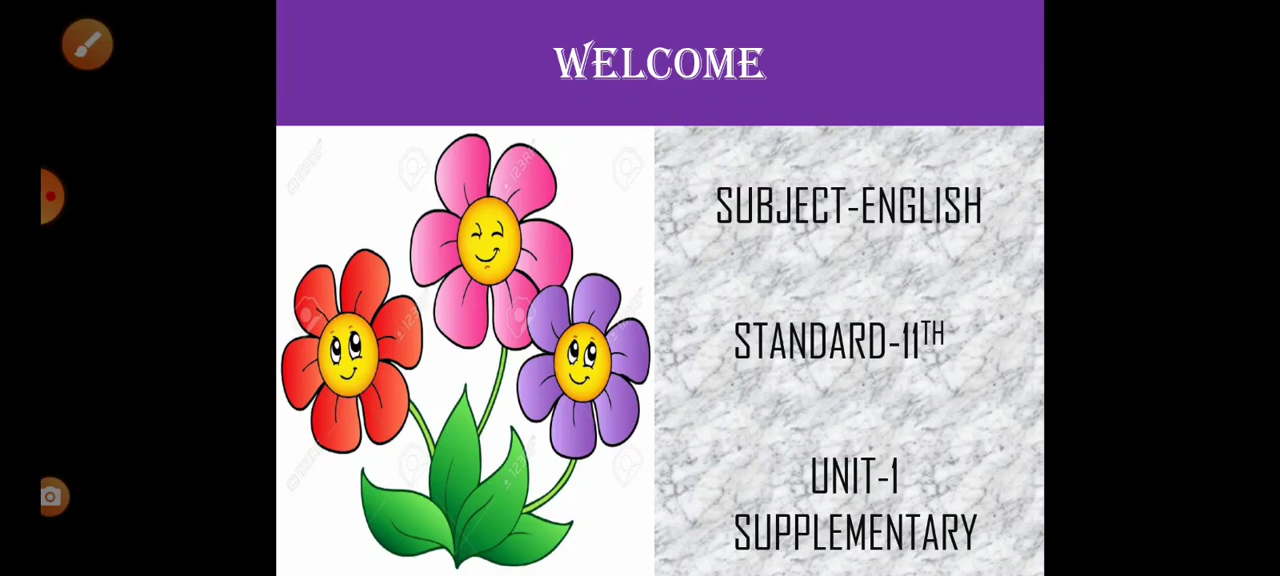 WELCOME
SUBJECT-ENGLISH
STANDARD-11TH
UNIT-1
SUPPLEMENTARY